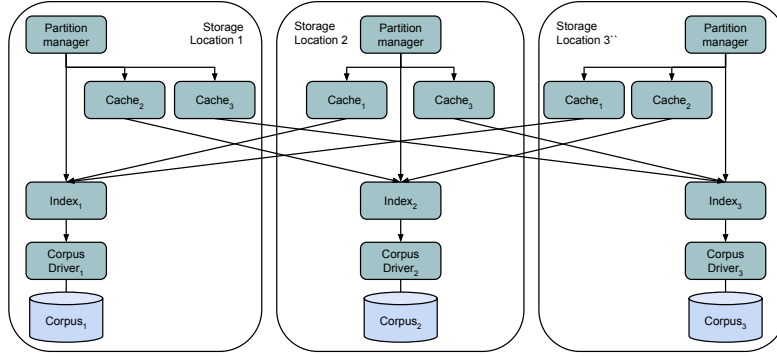 Partition
manager
Storage
Location 1
Cache₂
Cache₃
Index₁
Corpus
Driver₁
Corpus₁
Storage
Location 2
Partition
manager
Cache₁
Cache₃
Index₂
Corpus
Driver₂
Corpus₂
Storage
Location 3``
Partition
manager
Cache₁
Cache₂
Index₃
Corpus
Driver₃
Corpus₃